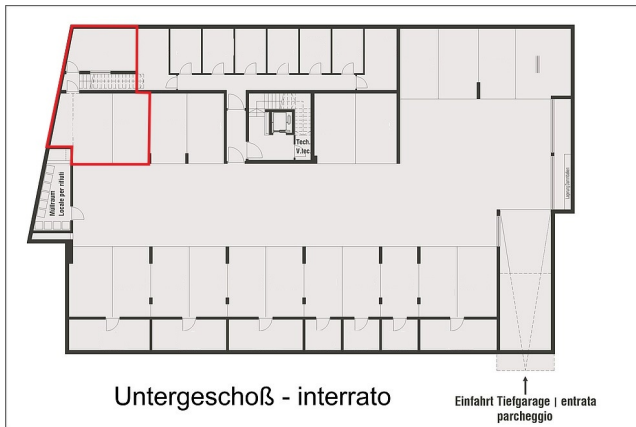 Tech.
V.tec.
Müllraum
Locale per rifiuti
Untergeschoß - interrato
Einfahrt Tiefgarage | entrata
parcheggio